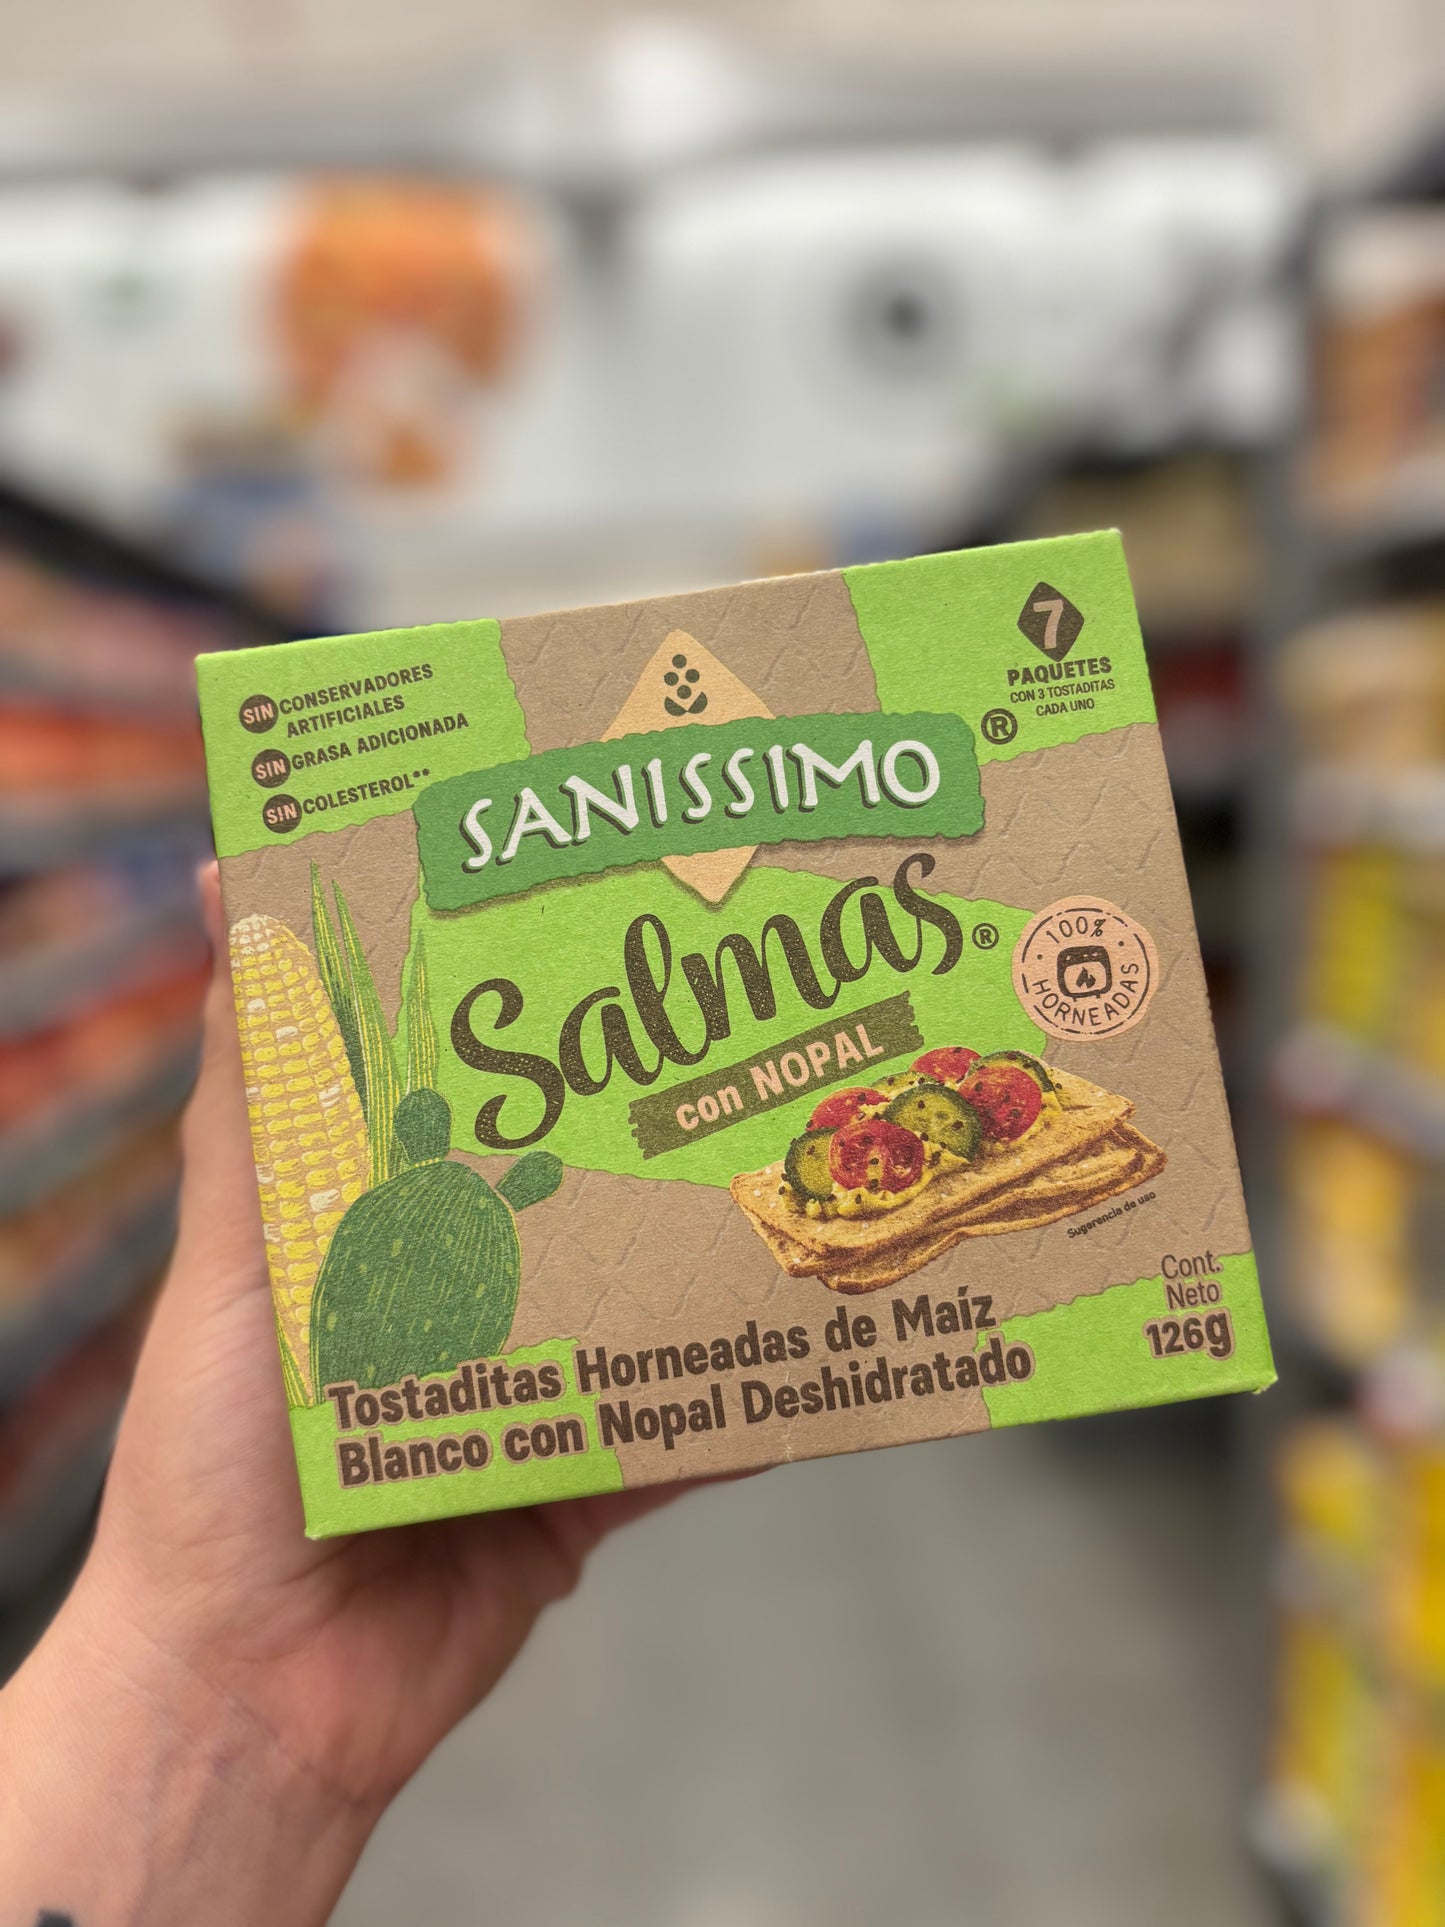 SIN CONSERVADORES
ARTIFICIALES
SIN GRASA ADICIONADA
SIN COLESTEROL**
7
PAQUETES
CON 3 TOSTADITAS
CADA UNO
SANISSIMO®
Salmas®
con NOPAL
100%
HORNEADAS
Sugerencia de uso
Tostaditas Horneadas de Maíz
Blanco con Nopal Deshidratado
Cont.
Neto
126g